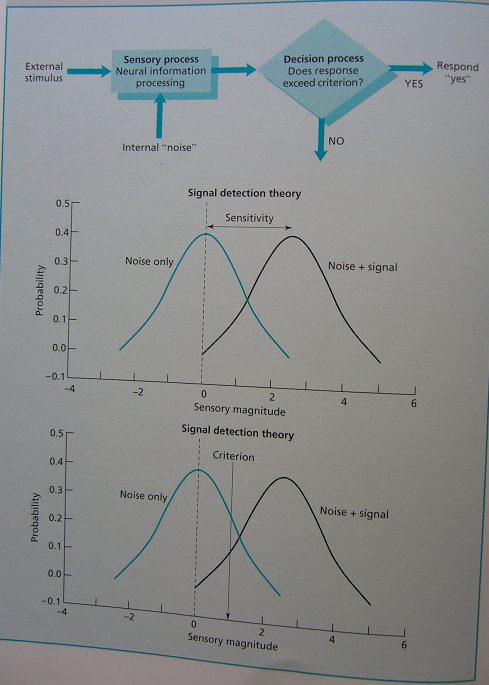 External
stimulus
Sensory process
Neural information
processing
Decision process
Does response
exceed criterion?
YES
Respond
"yes"
Internal "noise"
NO
Signal detection theory
Sensitivity
Noise only
Noise + signal
Probability
0.5
0.4
0.3
0.2
0.1
0.0
–0.1
–4
–2
0
2
4
6
Sensory magnitude
Signal detection theory
Criterion
Noise only
Noise + signal
Probability
0.5
0.4
0.3
0.2
0.1
0.0
–0.1
–4
–2
0
2
4
6
Sensory magnitude